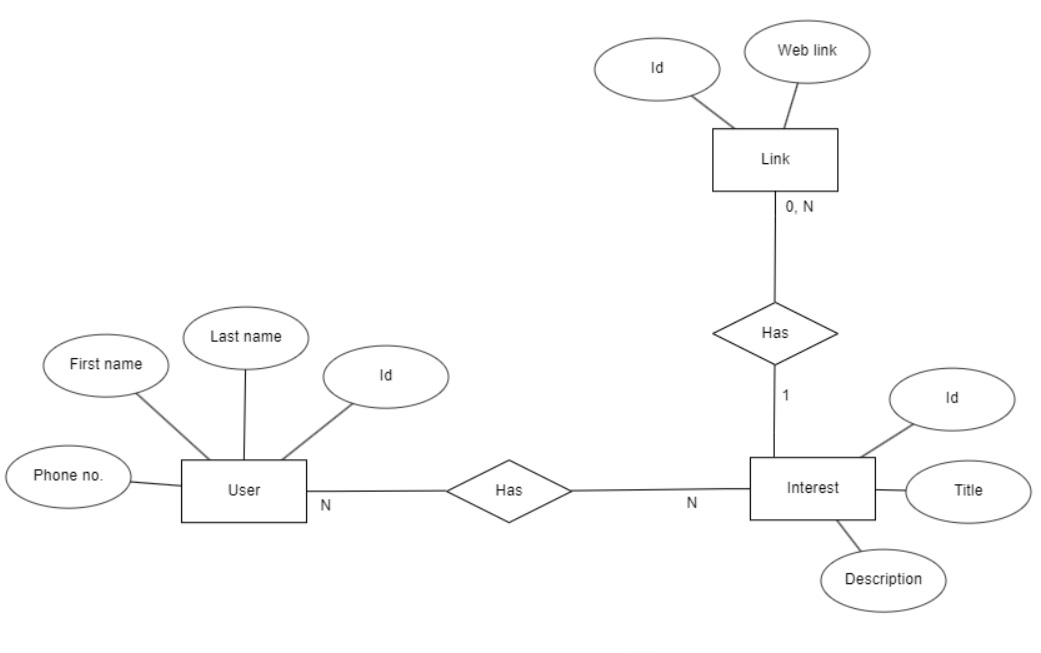 Web link
Id
Link
0, N
Has
Last name
First name
Id
1
Id
Phone no.
User
N
Has
N
Interest
Title
Description